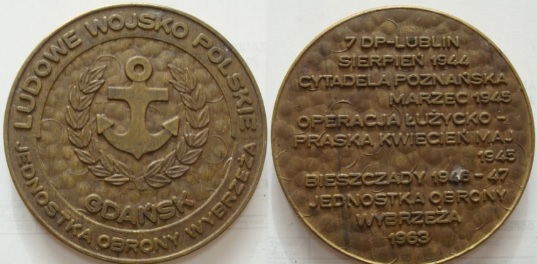 LUDOWE WOJSKO POLSKIE
GDAŃSK
JEDNOSTKA OBRONY WYBRZEŻA
7 DP-LUBLIN
SIERPIEŃ 1944
CYTADELA POZNAŃSKA
MARZEC 1945
OPERACJA ŁUŻYCKO-
PRASKA KWIECIEŃ MAJ
1945
BIESZCZADY 1946-47
JEDNOSTKA OBRONY
WYBRZEŻA
1963